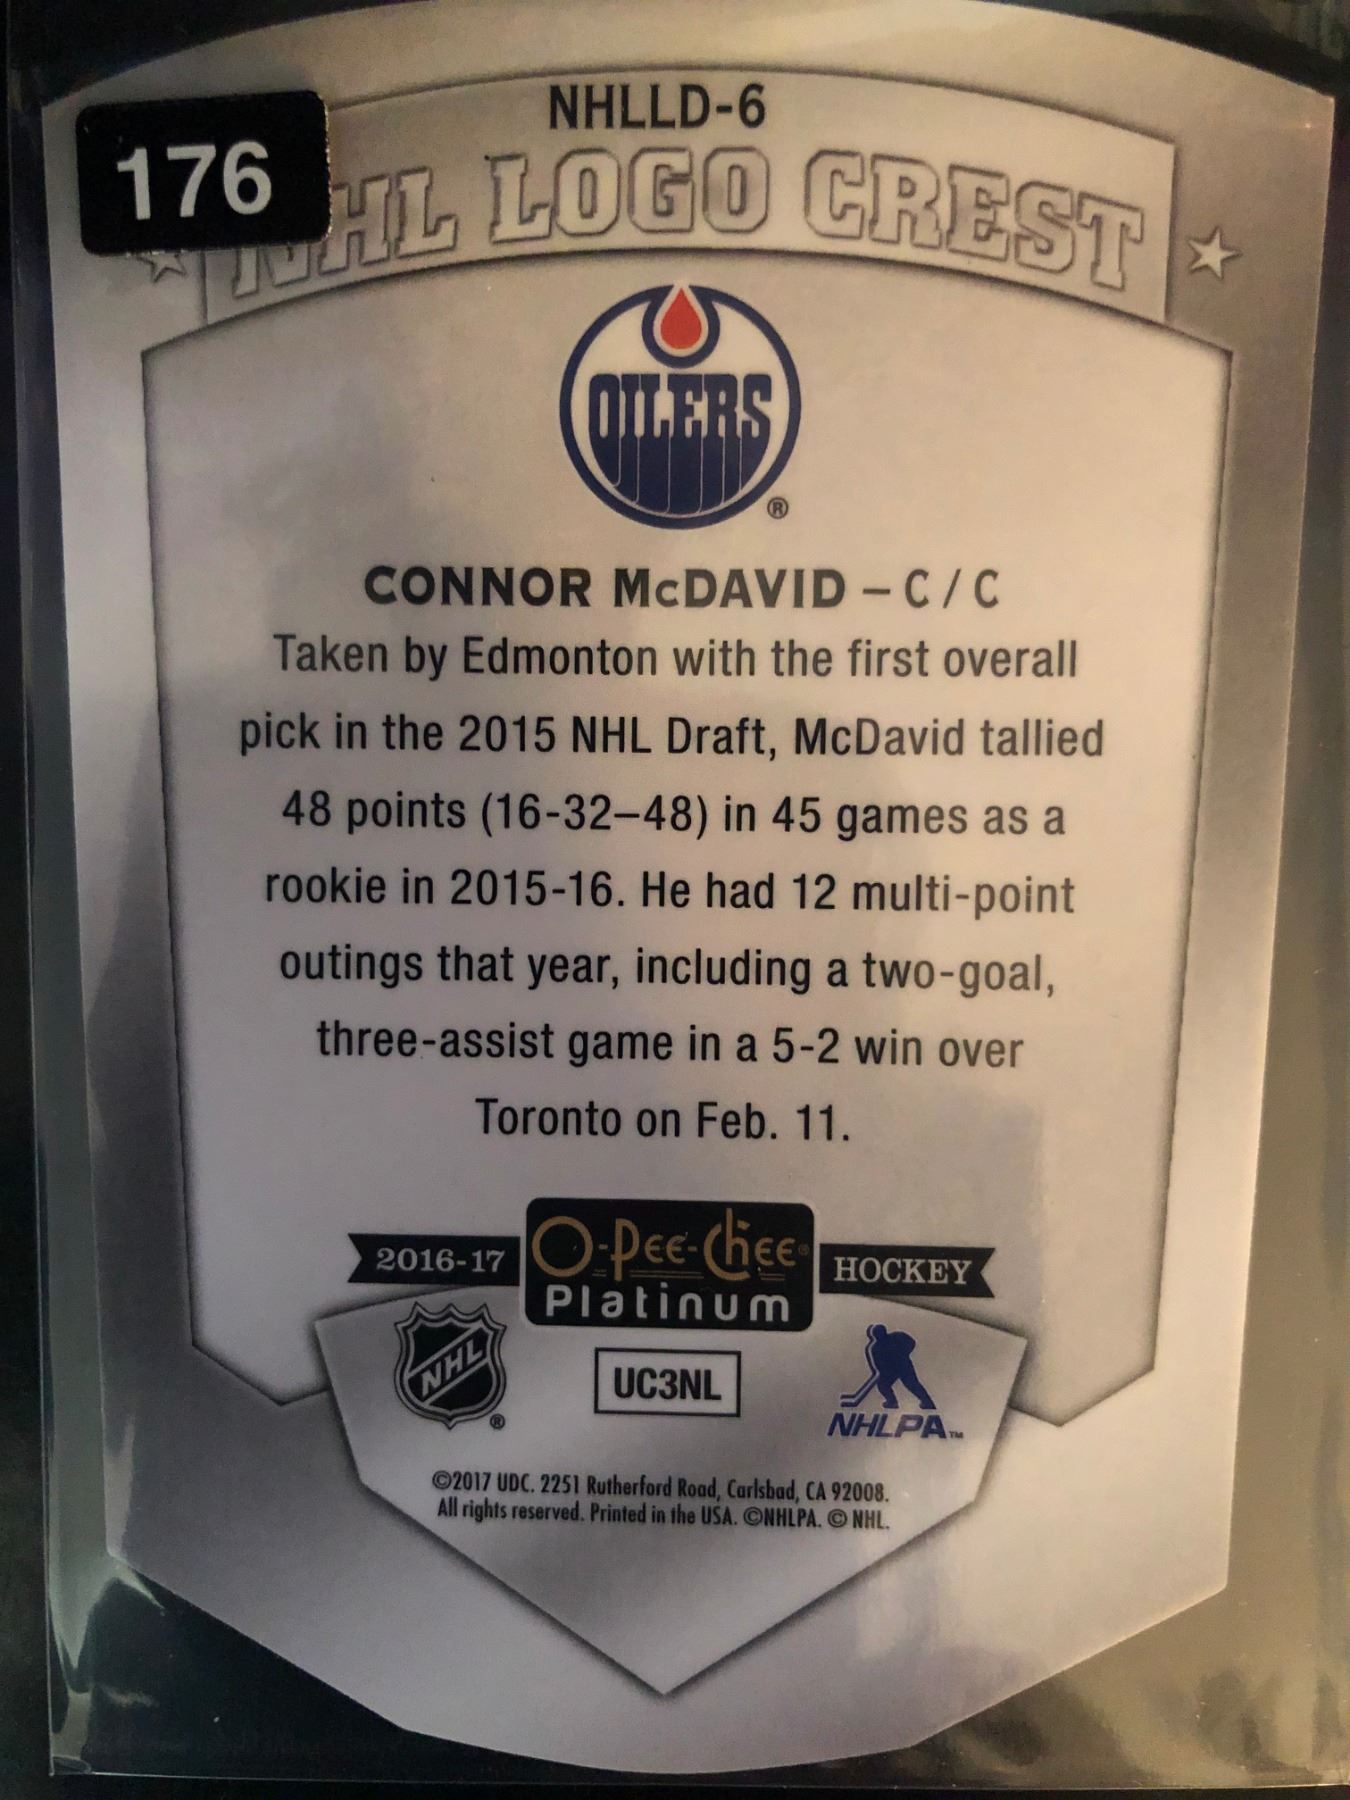 NHLLD-6
176
NHL LOGO CREST
OILERS
®
CONNOR McDAVID – C / C
Taken by Edmonton with the first overall
pick in the 2015 NHL Draft, McDavid tallied
48 points (16-32–48) in 45 games as a
rookie in 2015-16. He had 12 multi-point
outings that year, including a two-goal,
three-assist game in a 5-2 win over
Toronto on Feb. 11.
2016-17 O-Pee-Chee® HOCKEY
Platinum
NHL ®
UC3NL
NHLPA™
©2017 UDC. 2251 Rutherford Road, Carlsbad, CA 92008.
All rights reserved. Printed in the USA. ©NHLPA. © NHL.